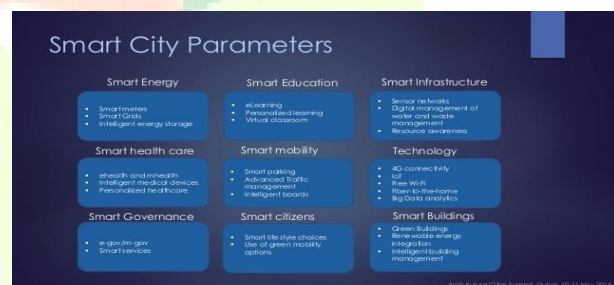 Smart City Parameters
Smart Energy
• Smart meters
• Smart Grids
• Intelligent energy storage
Smart Education
• eLearning
• Personalized learning
• Virtual classroom
Smart Infrastructure
• Sensor networks
• Digital management of
water and waste
management
• Resource awareness
Smart health care
• ehealth and mhealth
• Intelligent medical devices
• Personalized healthcare
Smart mobility
• Smart parking
• Advanced Traffic
management
• Intelligent boards
Technology
• 4G connectivity
• IoT
• Free Wi-Fi
• Fiber-to-the-home
• Big Data analytics
Smart Governance
• e-gov/m-gov
• Smart services
Smart citizens
• Smart life style choices
• Use of green mobility
options
Smart Buildings
• Green Buildings
• Renewable energy
integration
• Intelligent building
management